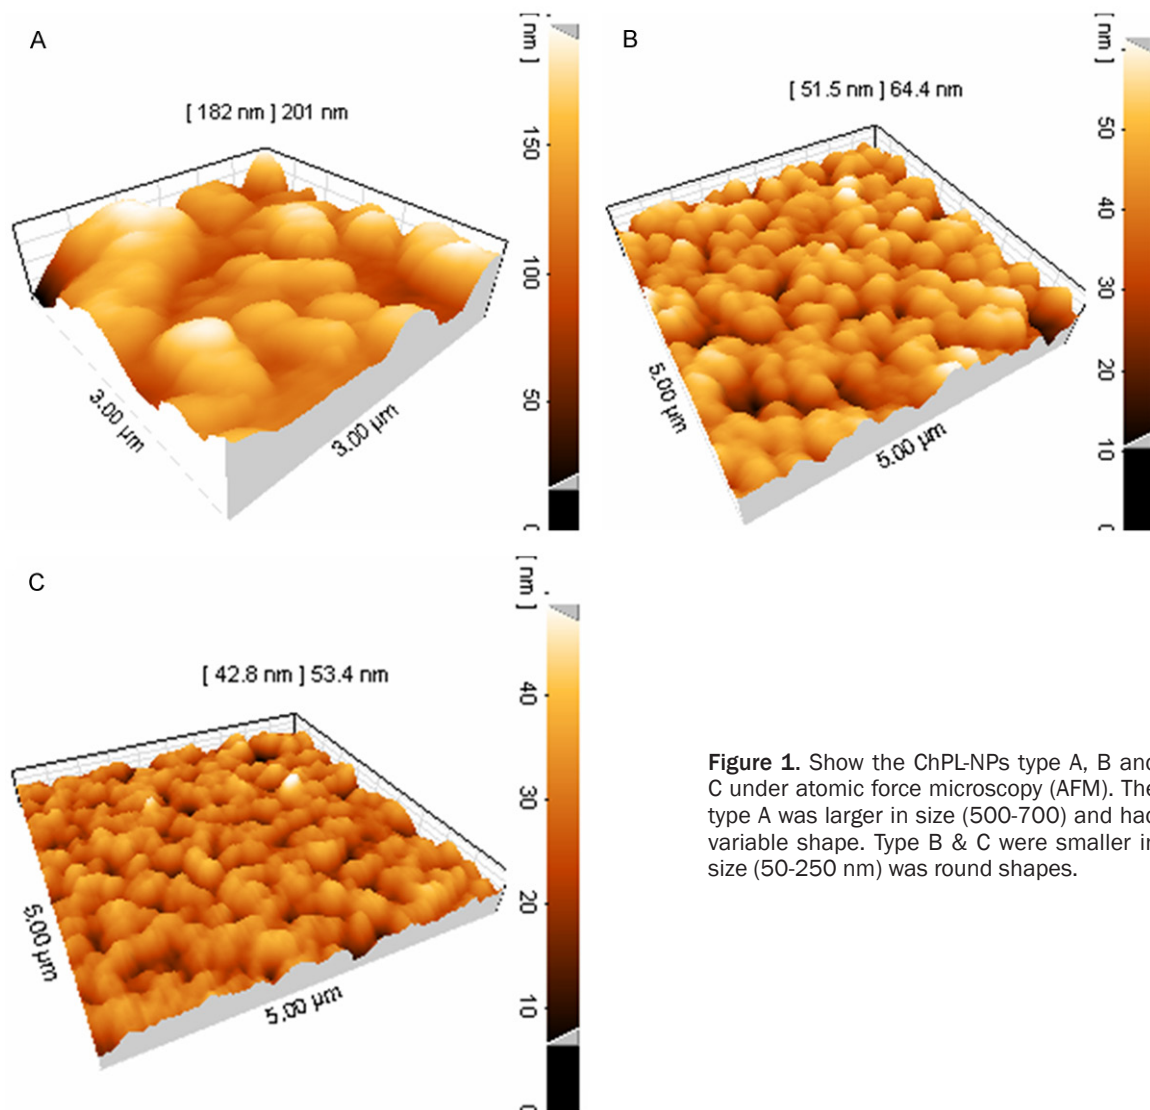 A
[ nm ]
[ 182 nm ] 201 nm
150
100
50
0
3.00 µm
3.00 µm
B
[ nm ]
[ 51.5 nm ] 64.4 nm
50
40
30
20
10
0
5.00 µm
5.00 µm
C
[ nm ]
[ 42.8 nm ] 53.4 nm
40
30
20
10
0
5.00 µm
5.00 µm
Figure 1. Show the ChPL-NPs type A, B and
C under atomic force microscopy (AFM). The
type A was larger in size (500-700) and had
variable shape. Type B & C were smaller in
size (50-250 nm) was round shapes.